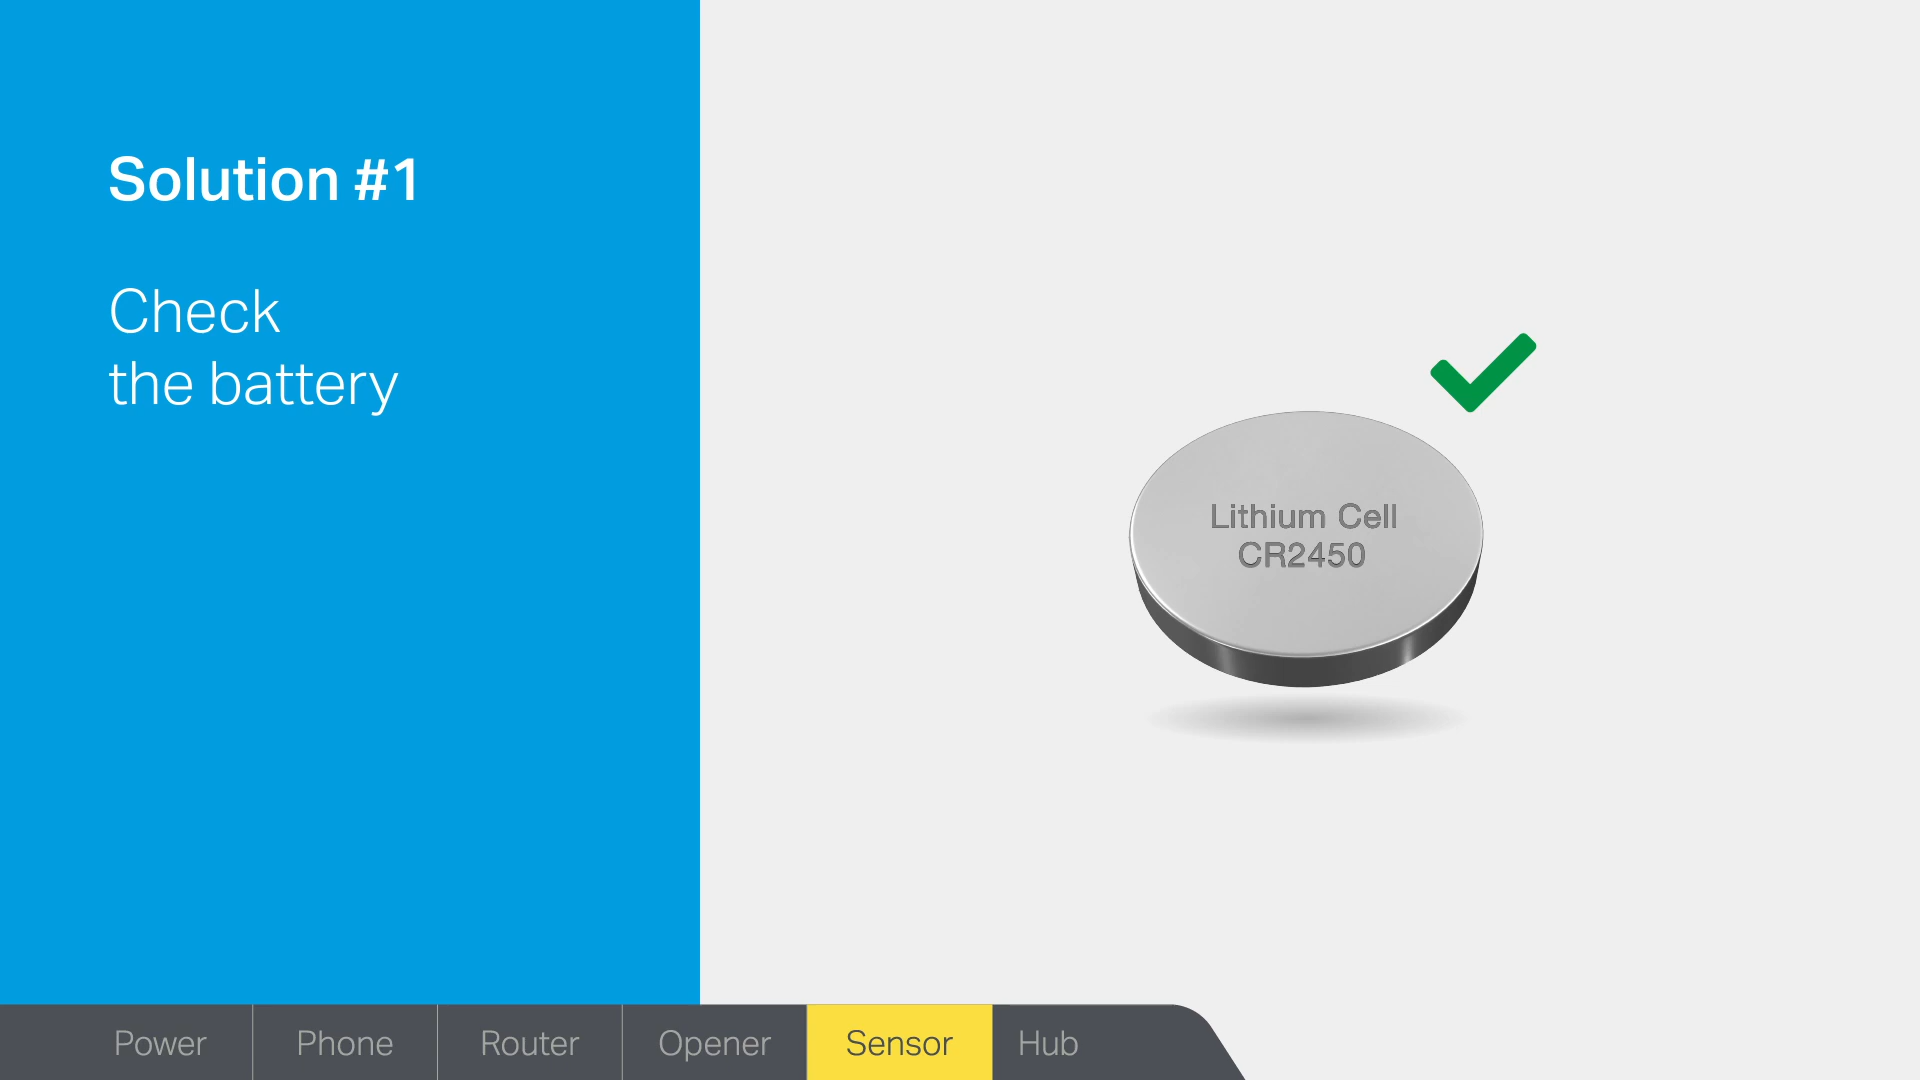 Solution #1
Check
the battery
Lithium Cell
CR2450
Power
Phone
Router
Opener
Sensor
Hub